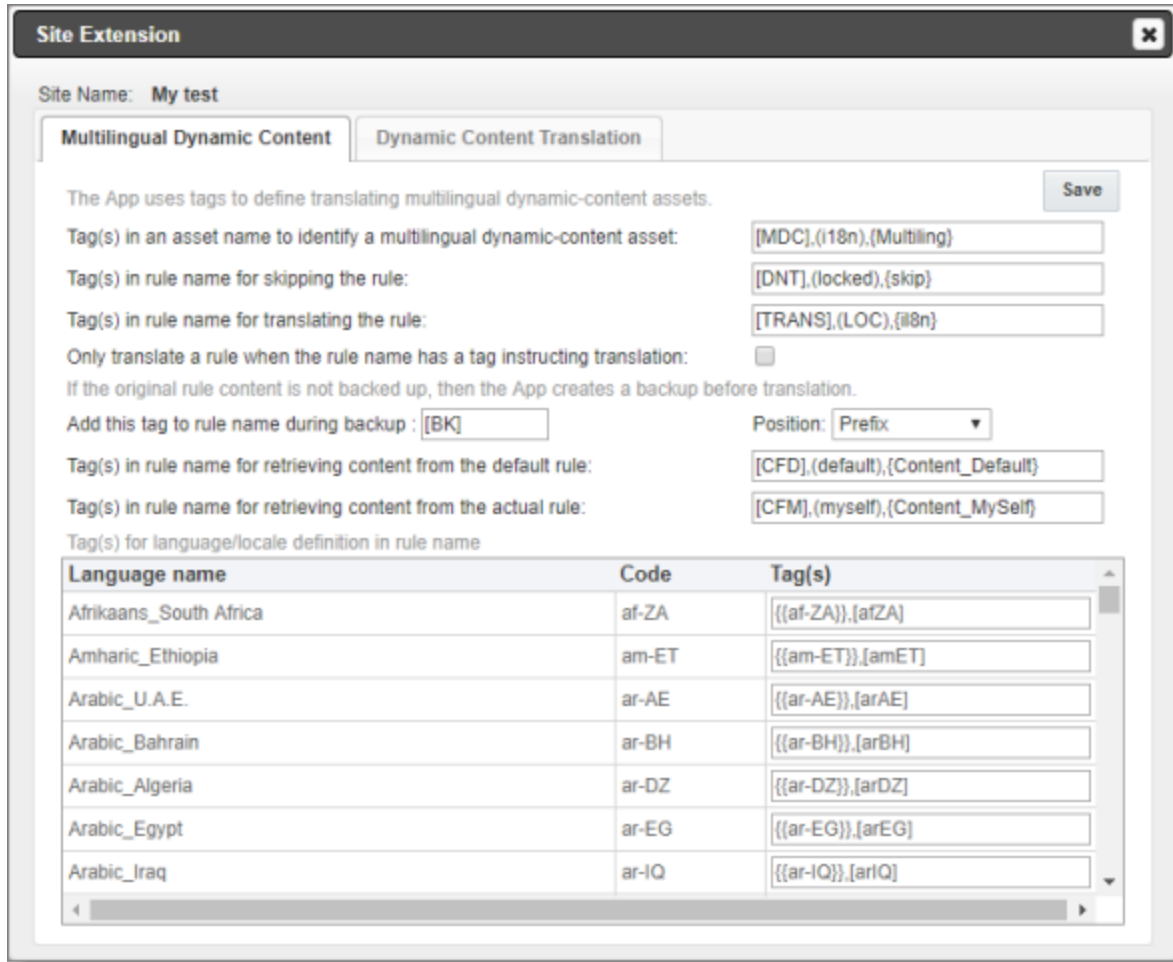 Site Extension
Site Name: My test
Multilingual Dynamic Content Dynamic Content Translation
The App uses tags to define translating multilingual dynamic-content assets. Save
Tag(s) in an asset name to identify a multilingual dynamic-content asset: [MDC],(i18n),{Multiling}
Tag(s) in rule name for skipping the rule: [DNT],(locked),{skip}
Tag(s) in rule name for translating the rule: [TRANS],(LOC),{il8n}
Only translate a rule when the rule name has a tag instructing translation:
If the original rule content is not backed up, then the App creates a backup before translation.
Add this tag to rule name during backup : [BK] Position: Prefix
Tag(s) in rule name for retrieving content from the default rule: [CFD],(default),{Content_Default}
Tag(s) in rule name for retrieving content from the actual rule: [CFM],(myself),{Content_MySelf}
Tag(s) for language/locale definition in rule name
Language name Code Tag(s)
Afrikaans_South Africa af-ZA {{af-ZA}},[afZA]
Amharic_Ethiopia am-ET {{am-ET}},[amET]
Arabic_U.A.E. ar-AE {{ar-AE}},[arAE]
Arabic_Bahrain ar-BH {{ar-BH}},[arBH]
Arabic_Algeria ar-DZ {{ar-DZ}},[arDZ]
Arabic_Egypt ar-EG {{ar-EG}},[arEG]
Arabic_Iraq ar-IQ {{ar-IQ}},[arIQ]